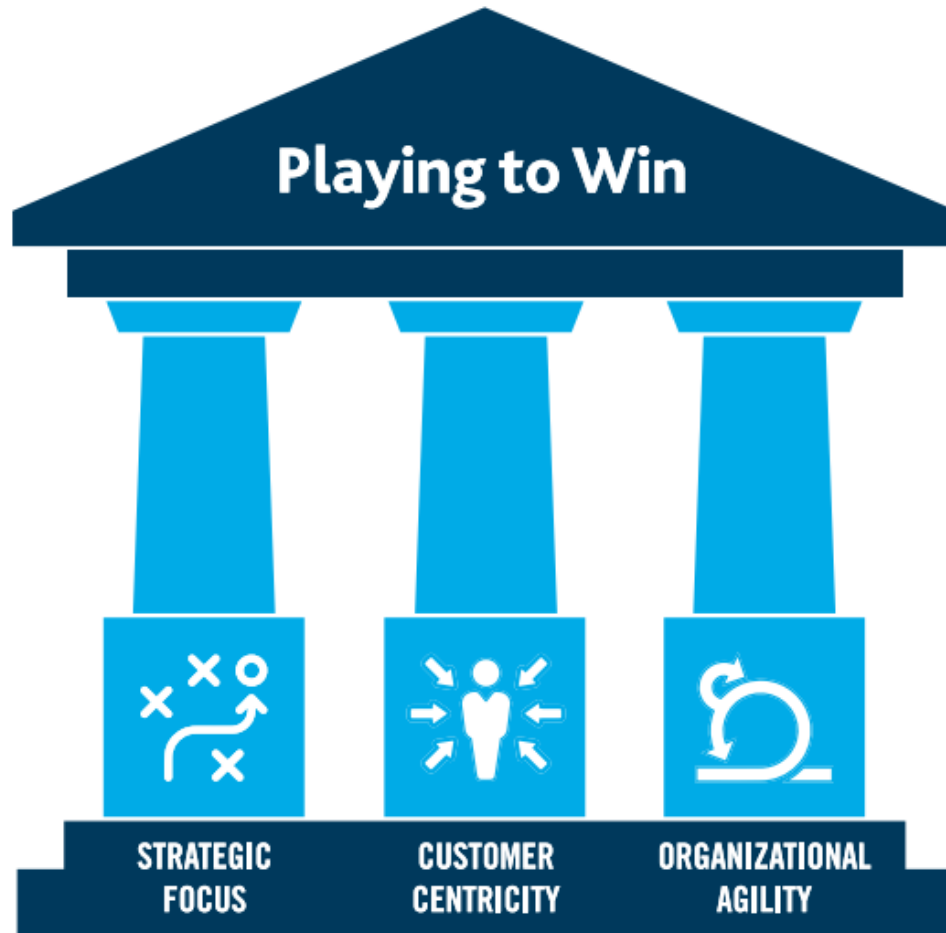 Playing to Win
STRATEGIC
FOCUS
CUSTOMER
CENTRICITY
ORGANIZATIONAL
AGILITY